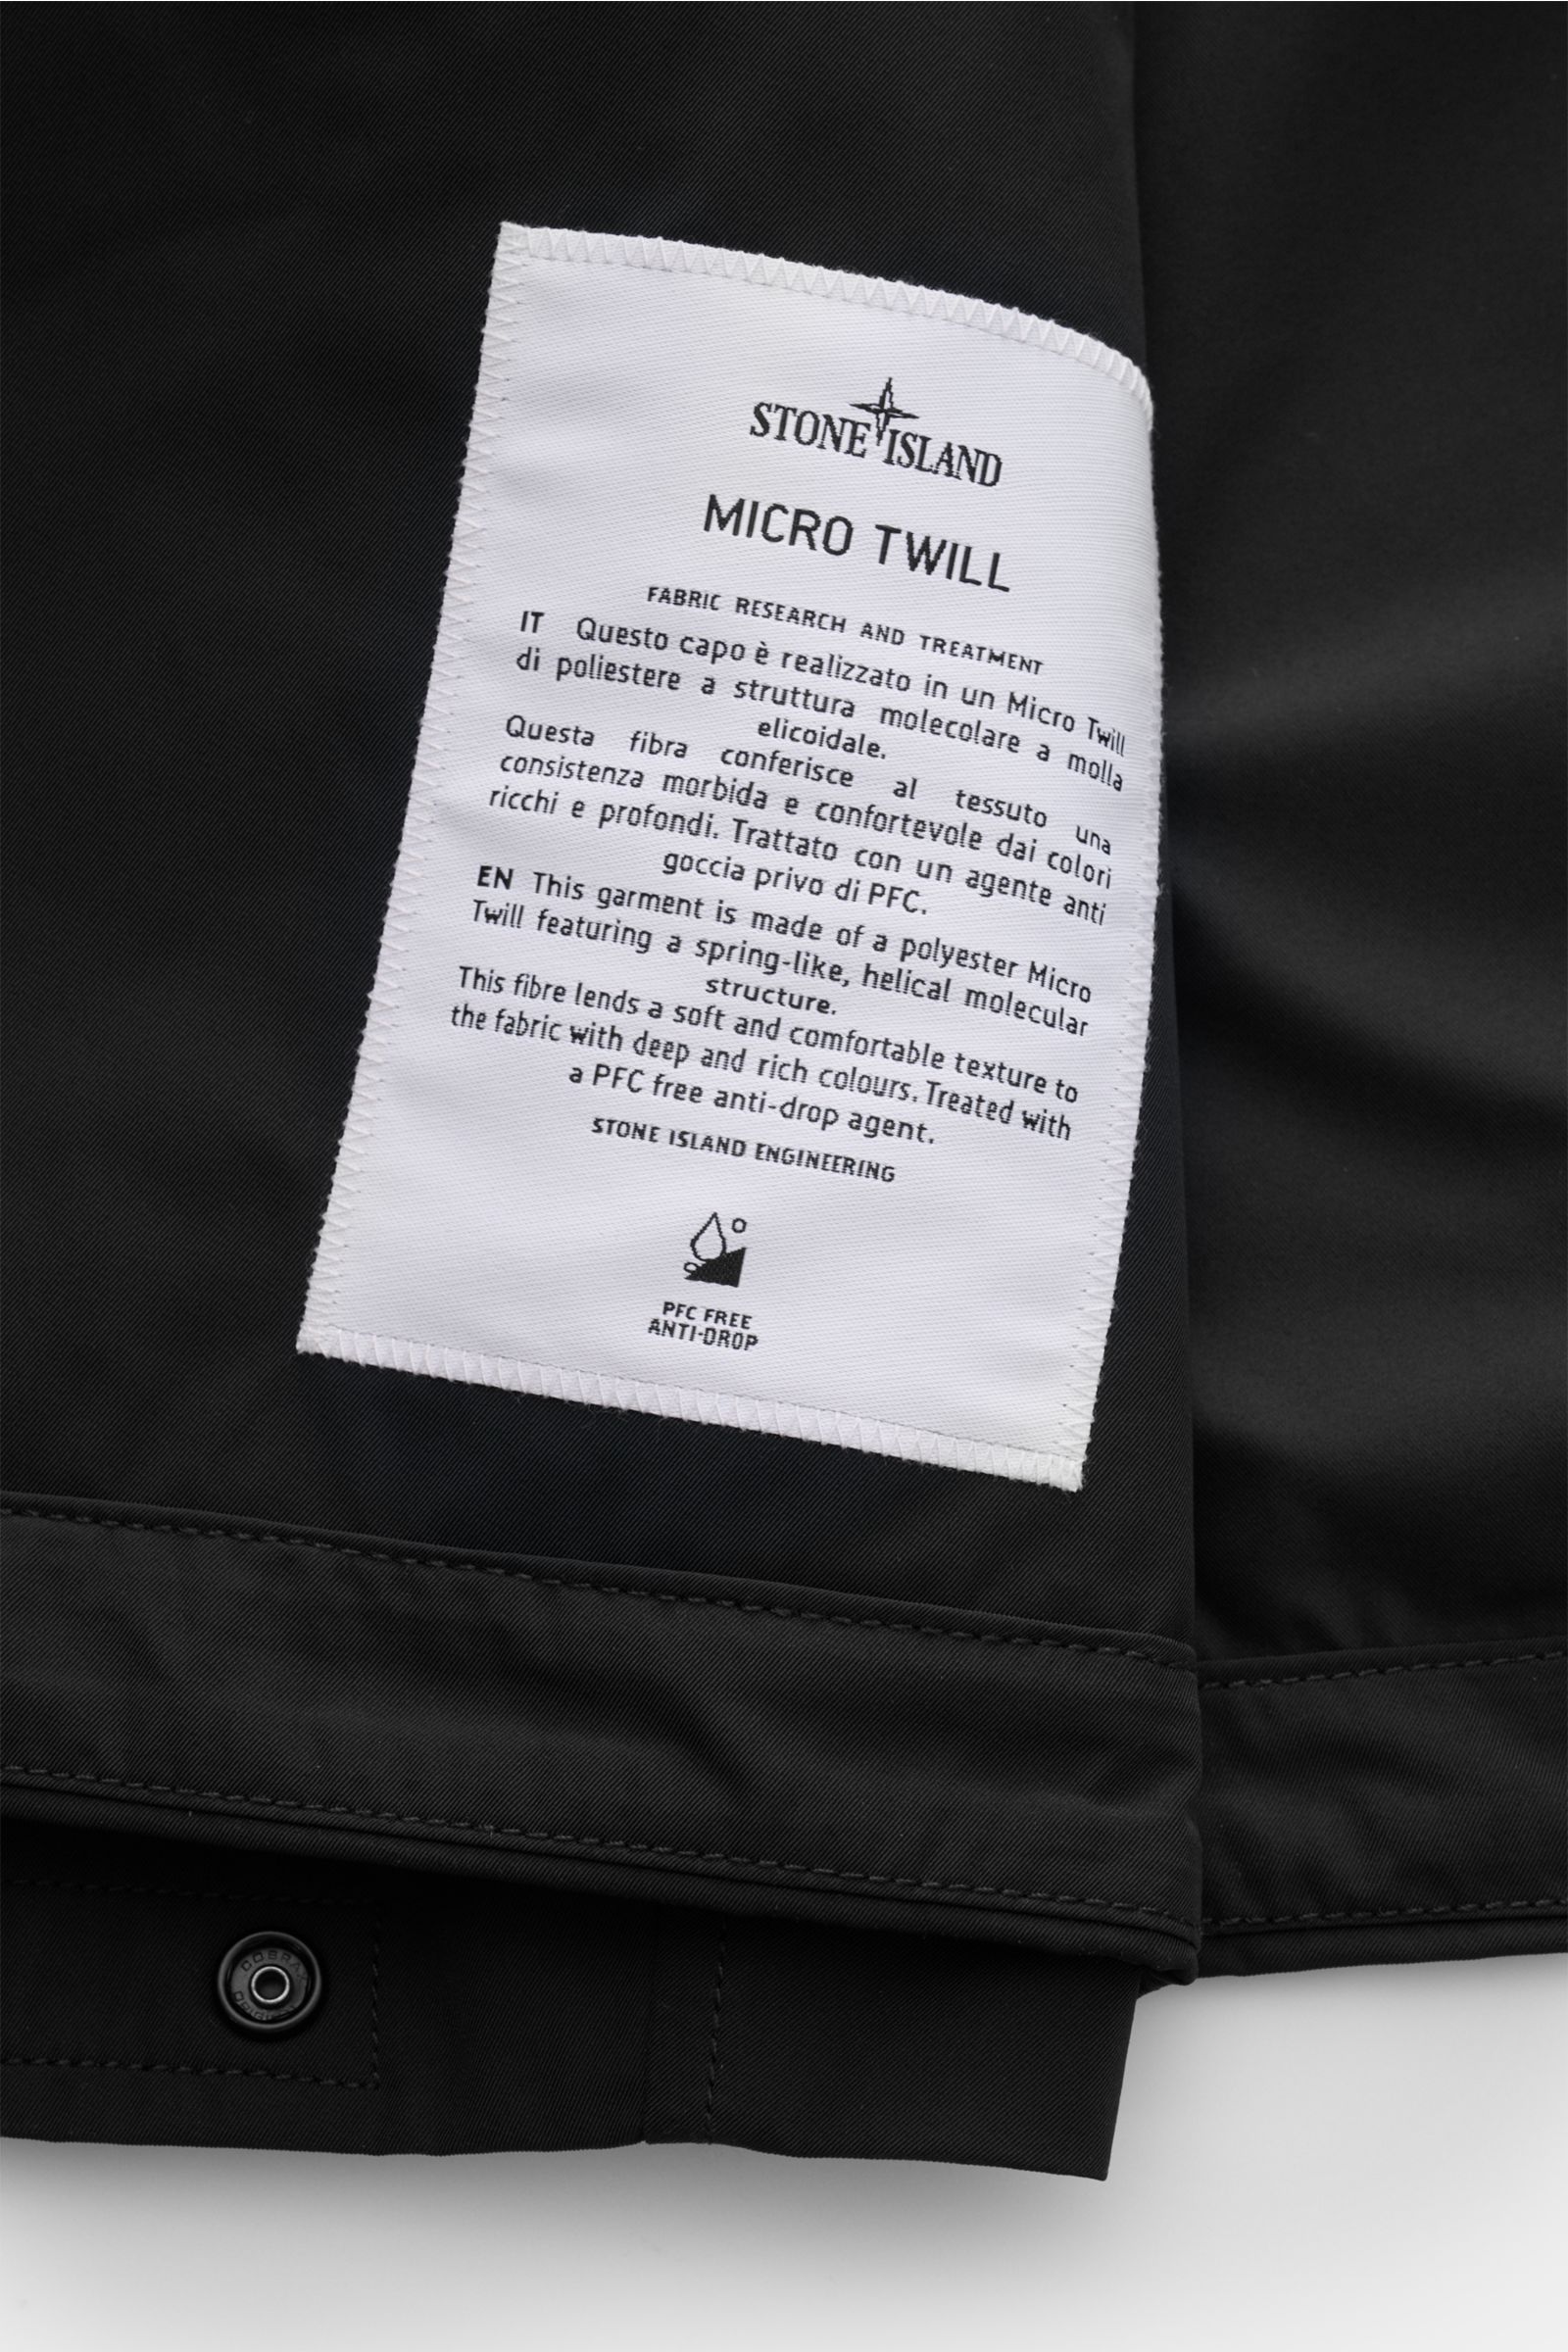 STONE ISLAND
MICRO TWILL
FABRIC RESEARCH AND TREATMENT
IT Questo capo è realizzato in un Micro Twill
di poliestere a struttura molecolare a molla
elicoidale.
Questa fibra conferisce al tessuto una
consistenza morbida e confortevole dai colori
ricchi e profondi. Trattato con un agente anti
goccia privo di PFC.
EN This garment is made of a polyester Micro
Twill featuring a spring-like, helical molecular
structure.
This fibre lends a soft and comfortable texture to
the fabric with deep and rich colours. Treated with
a PFC free anti-drop agent.
STONE ISLAND ENGINEERING
PFC FREE
ANTI-DROP
COBRAX
ORIGINAL